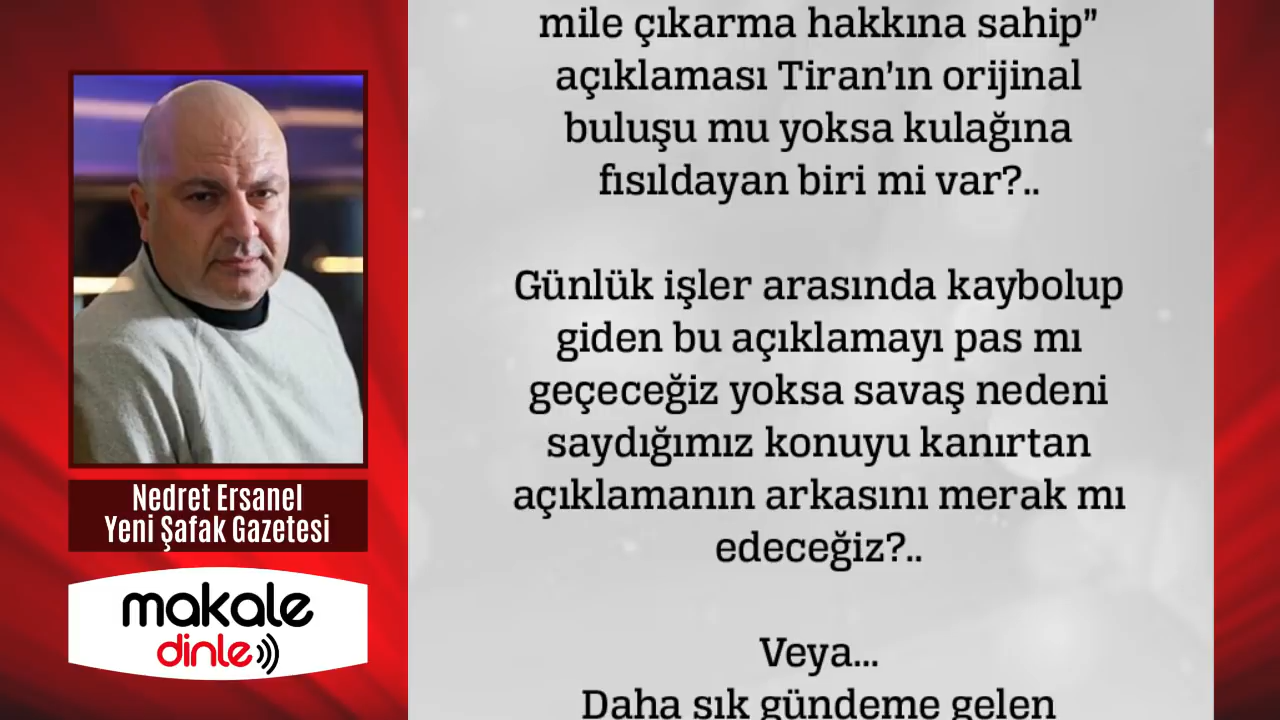 mile çıkarma hakkına sahip”
açıklaması Tiran'ın orijinal
buluşu mu yoksa kulağına
fısıldayan biri mi var?..
Günlük işler arasında kaybolup
giden bu açıklamayı pas mı
geçeceğiz yoksa savaş nedeni
saydığımız konuyu kanırtan
açıklamanın arkasını merak mı
edeceğiz?..
Veya...
Daha sık gündeme gelen
Nedret Ersanel
Yeni Şafak Gazetesi
makale
dinle